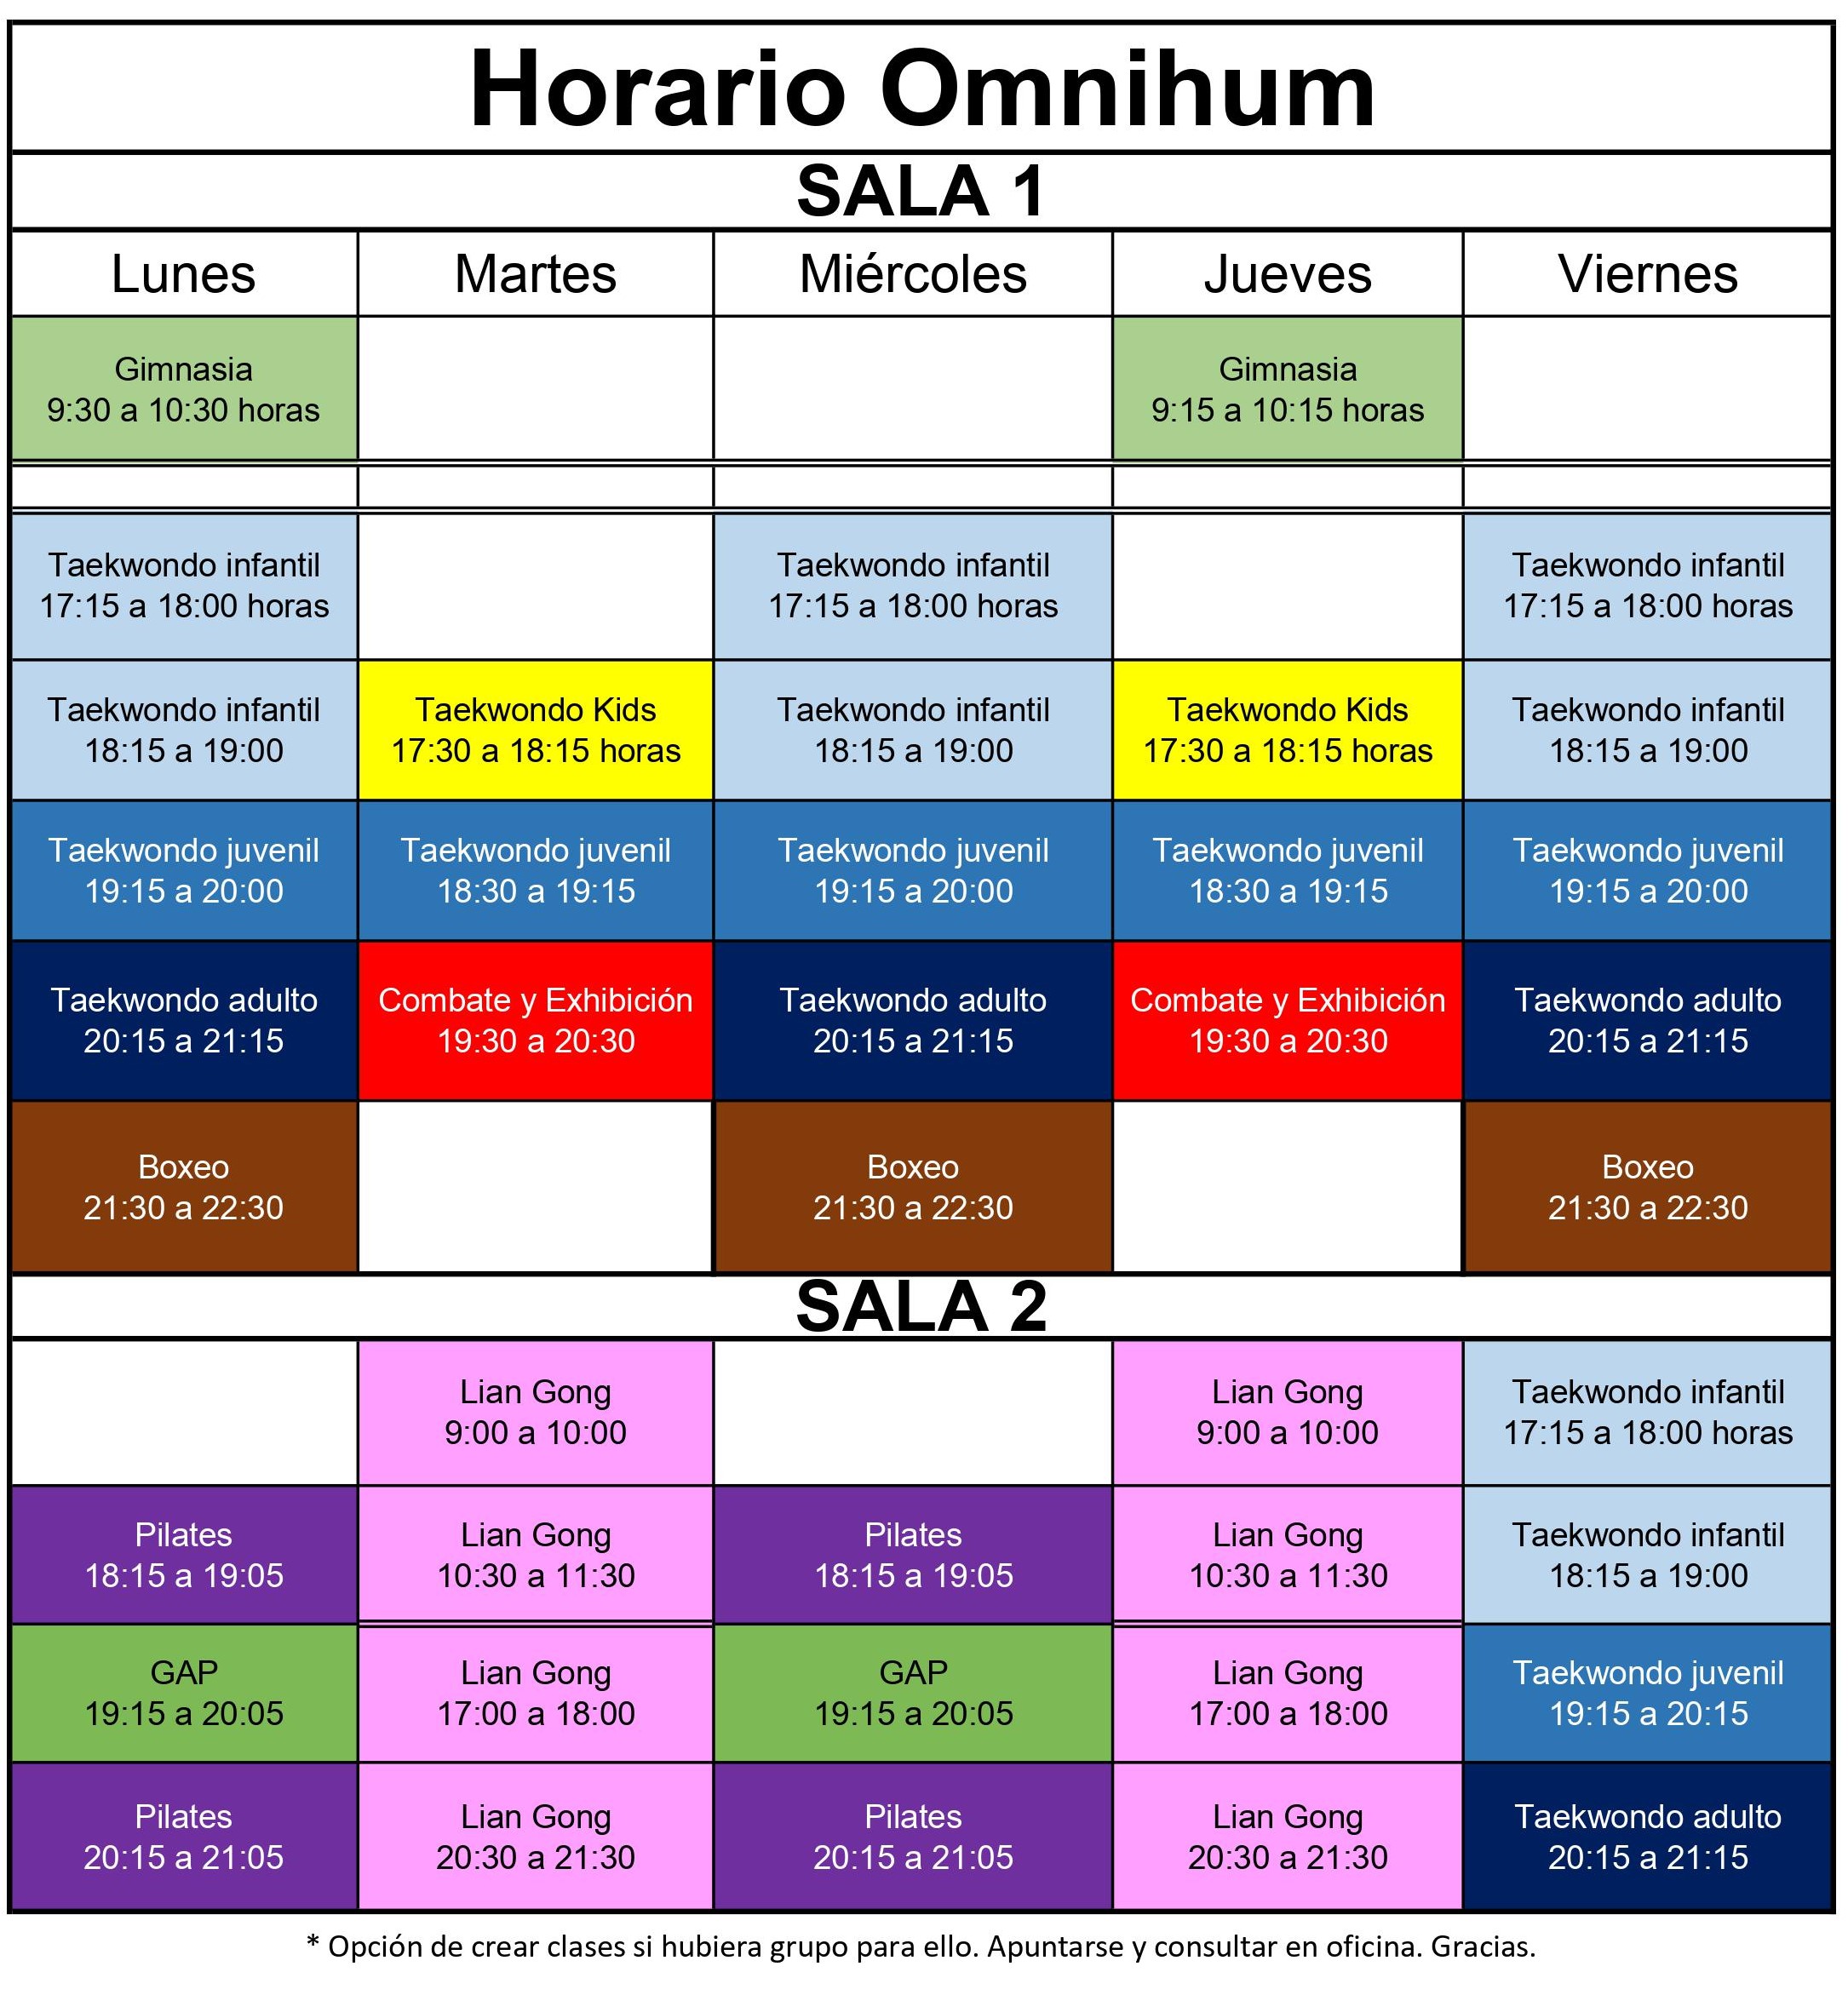 Horario Omnihum
SALA 1
Lunes Martes Miércoles Jueves Viernes
Gimnasia Gimnasia
9:30 a 10:30 horas 9:15 a 10:15 horas
Taekwondo infantil Taekwondo infantil Taekwondo infantil
17:15 a 18:00 horas 17:15 a 18:00 horas 17:15 a 18:00 horas
Taekwondo infantil Taekwondo Kids Taekwondo infantil Taekwondo Kids Taekwondo infantil
18:15 a 19:00 17:30 a 18:15 horas 18:15 a 19:00 17:30 a 18:15 horas 18:15 a 19:00
Taekwondo juvenil Taekwondo juvenil Taekwondo juvenil Taekwondo juvenil Taekwondo juvenil
19:15 a 20:00 18:30 a 19:15 19:15 a 20:00 18:30 a 19:15 19:15 a 20:00
Taekwondo adulto Combate y Exhibición Taekwondo adulto Combate y Exhibición Taekwondo adulto
20:15 a 21:15 19:30 a 20:30 20:15 a 21:15 19:30 a 20:30 20:15 a 21:15
Boxeo Boxeo Boxeo
21:30 a 22:30 21:30 a 22:30 21:30 a 22:30
SALA 2
Lian Gong Lian Gong Taekwondo infantil
9:00 a 10:00 9:00 a 10:00 17:15 a 18:00 horas
Pilates Lian Gong Pilates Lian Gong Taekwondo infantil
18:15 a 19:05 10:30 a 11:30 18:15 a 19:05 10:30 a 11:30 18:15 a 19:00
GAP Lian Gong GAP Lian Gong Taekwondo juvenil
19:15 a 20:05 17:00 a 18:00 19:15 a 20:05 17:00 a 18:00 19:15 a 20:15
Pilates Lian Gong Pilates Lian Gong Taekwondo adulto
20:15 a 21:05 20:30 a 21:30 20:15 a 21:05 20:30 a 21:30 20:15 a 21:15
* Opción de crear clases si hubiera grupo para ello. Apuntarse y consultar en oficina. Gracias.